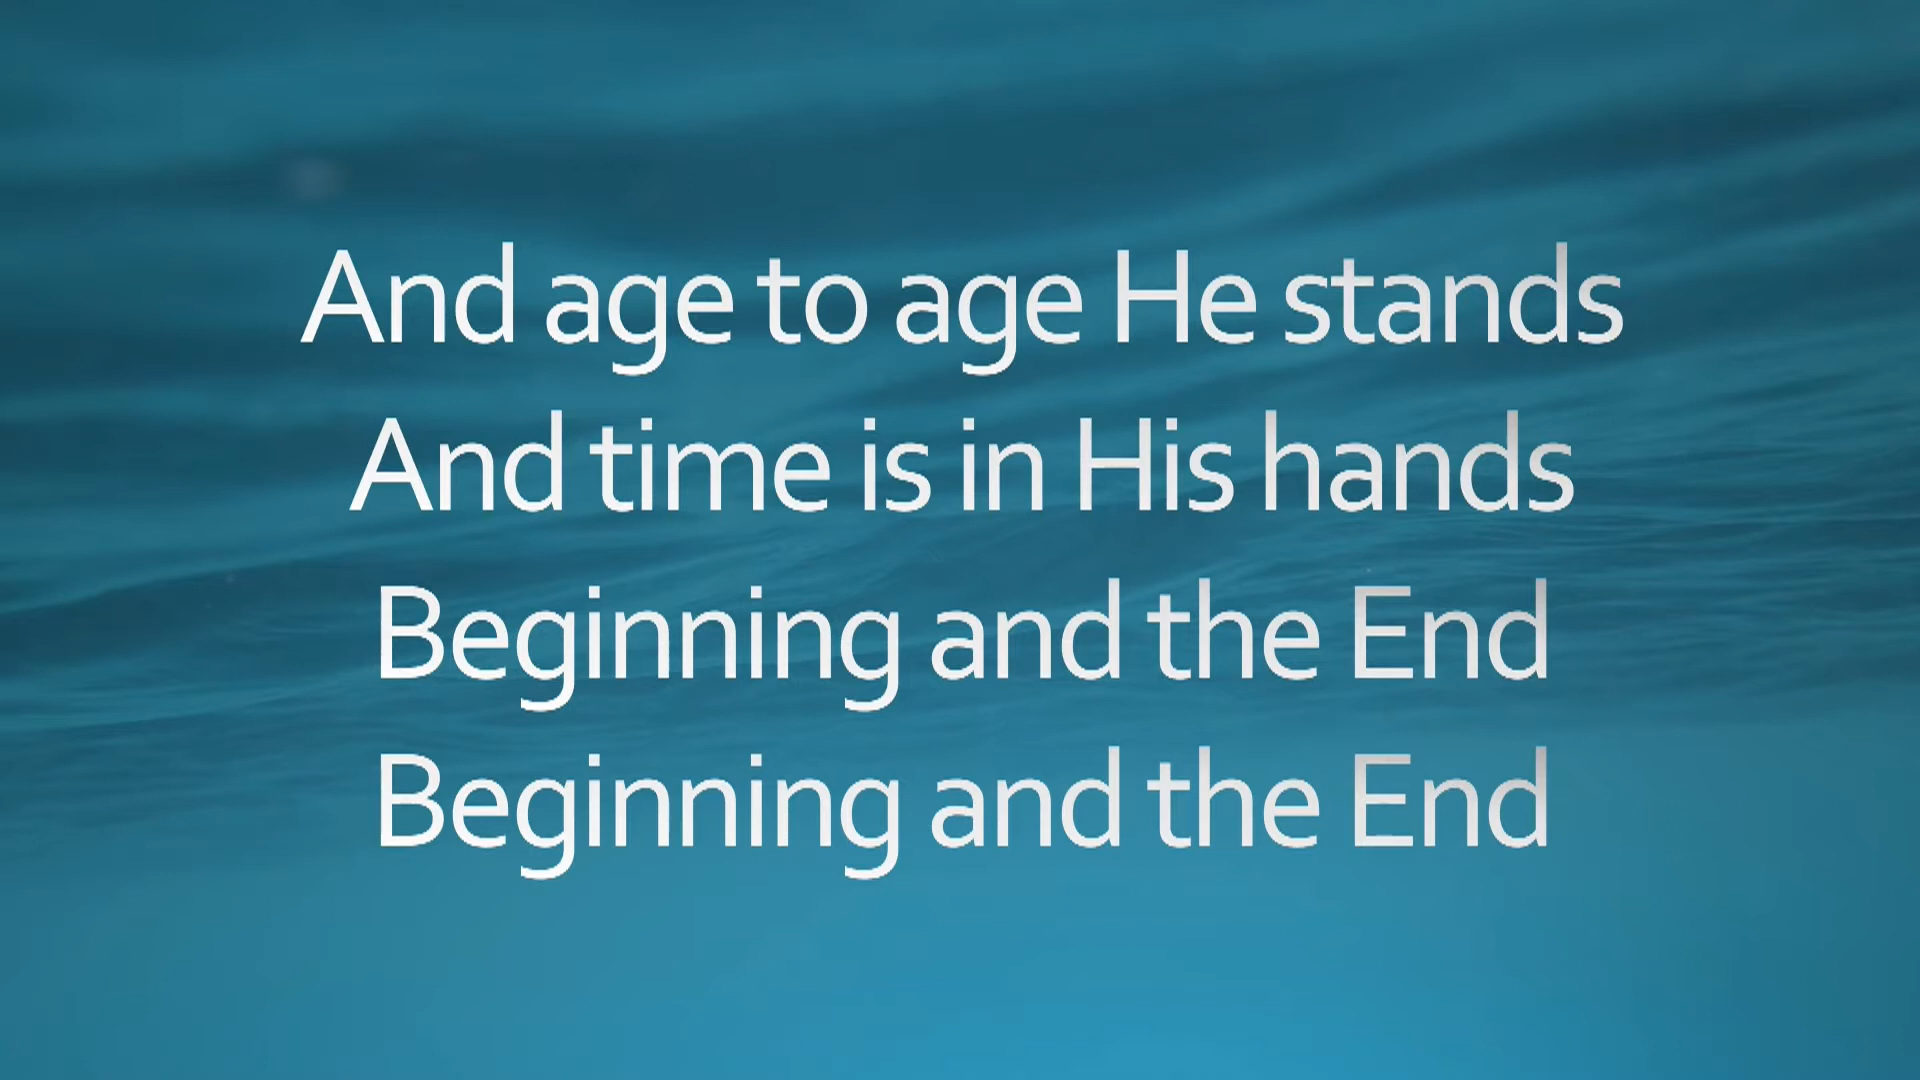 And age to age He stands
And time is in His hands
Beginning and the End
Beginning and the End